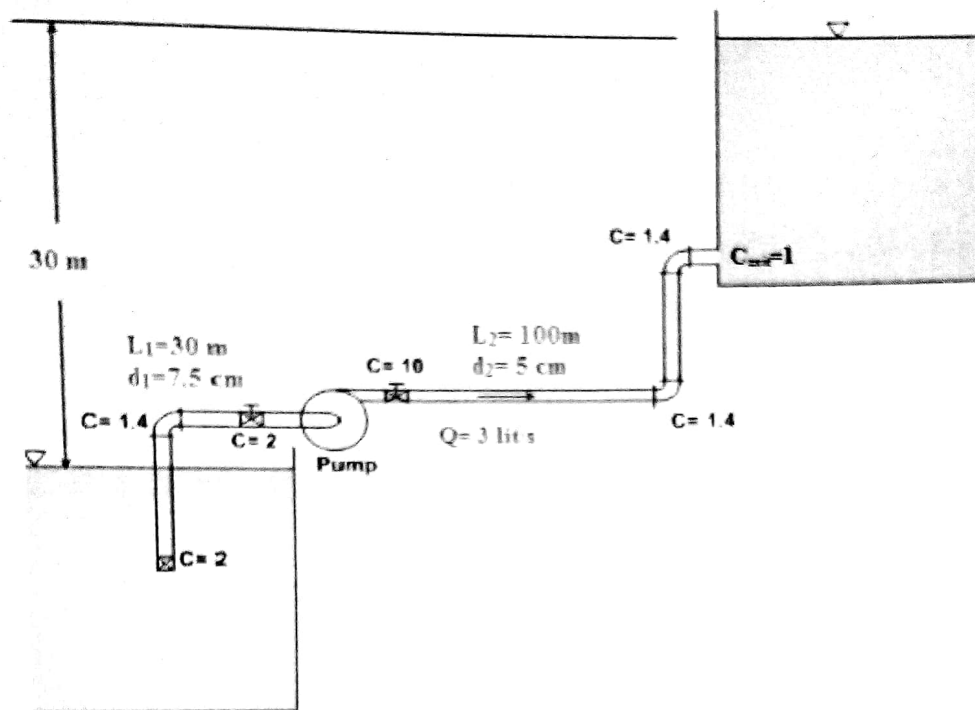 30 m
C= 1.4
C=1
L₁=30 m
d₁=7.5 cm
C= 10
L₂= 100m
d₂= 5 cm
C= 1.4
C= 2
Pump
Q= 3 lit s
C= 1.4
C= 2